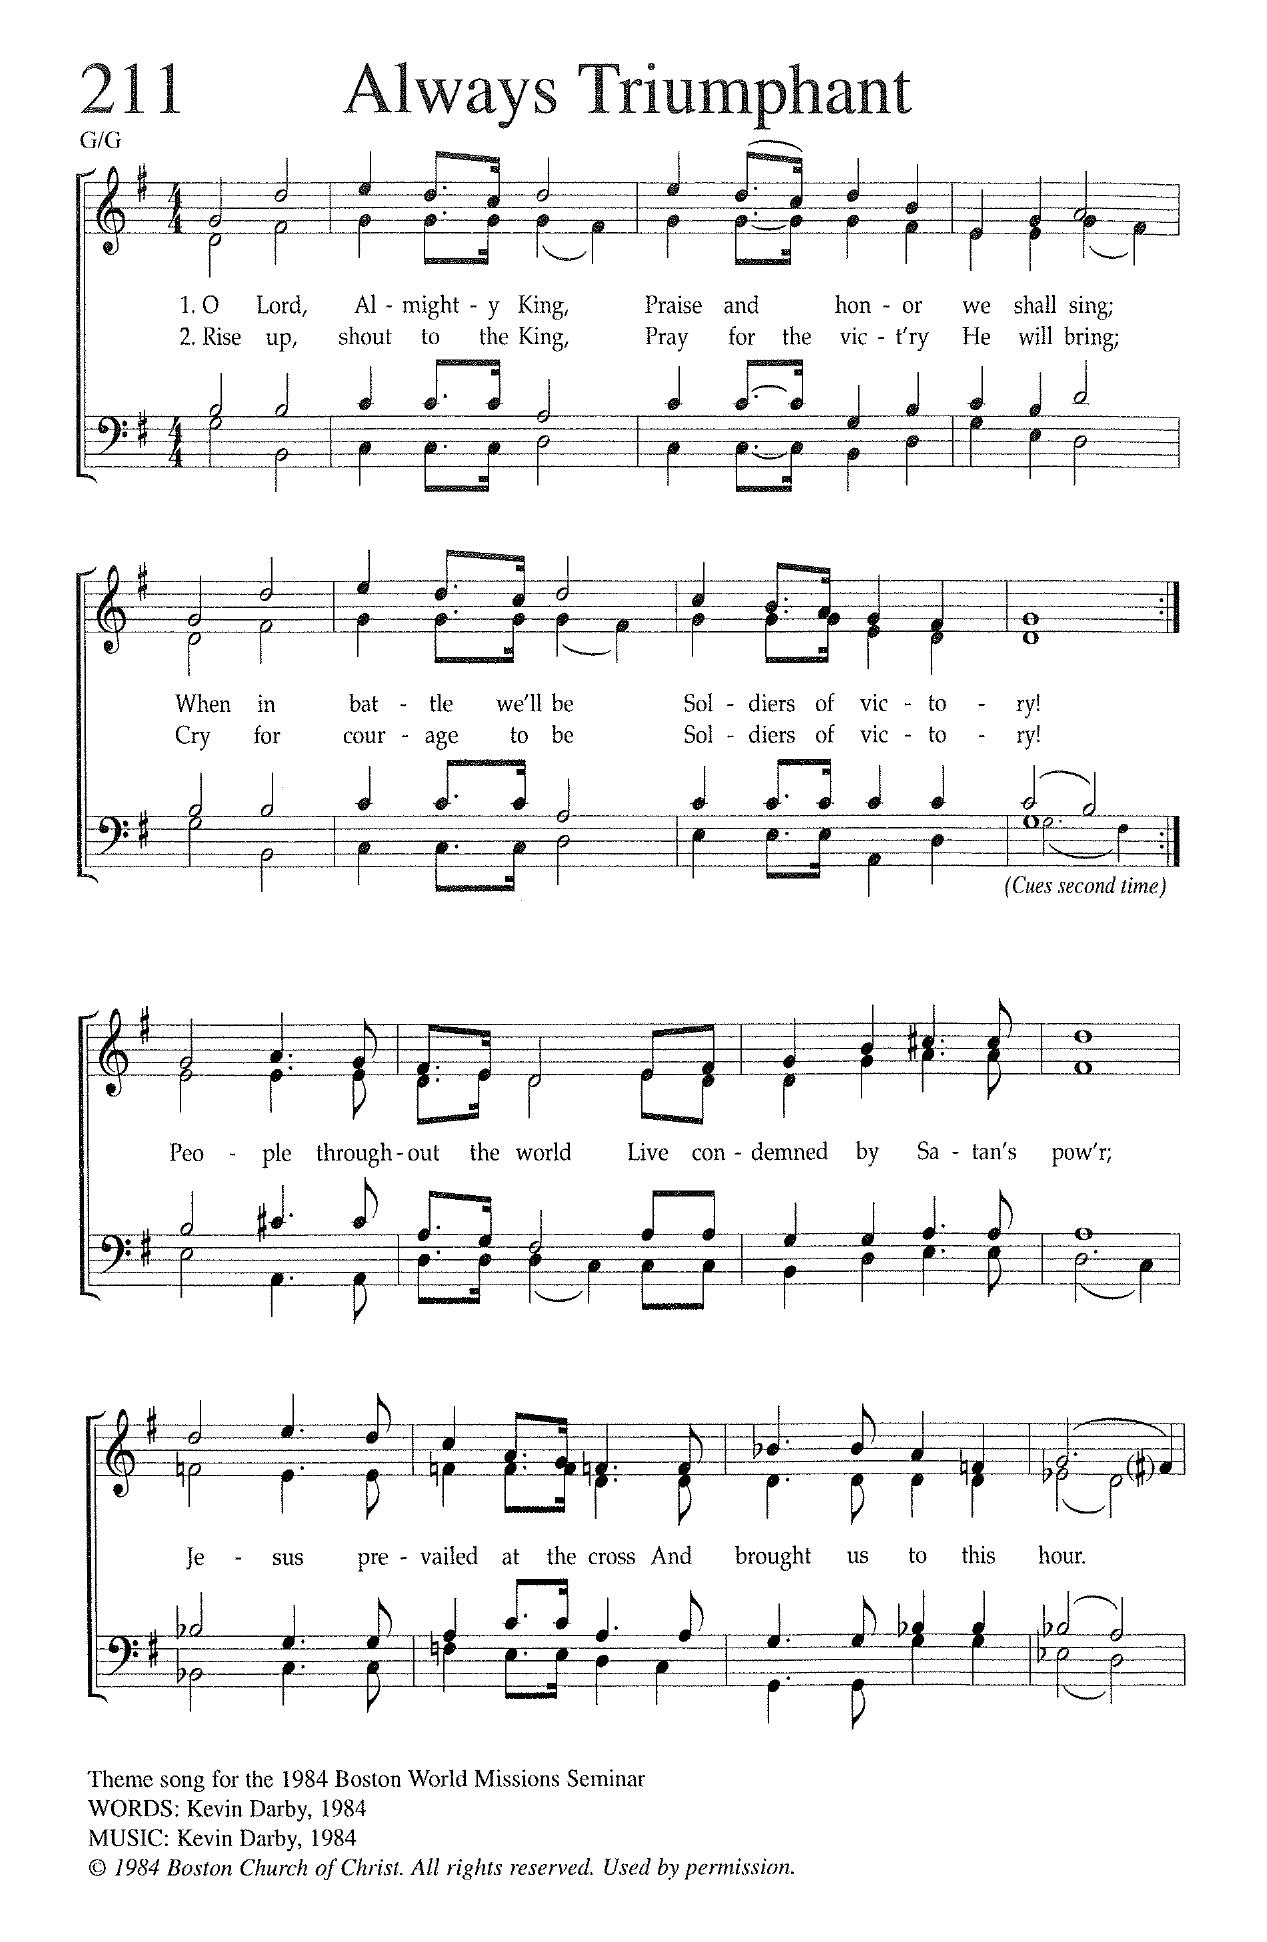 211 Always Triumphant
G/G
1. O Lord, Al - might - y King, Praise and hon - or we shall sing;
2. Rise up, shout to the King, Pray for the vic - t'ry He will bring;
When in bat - tle we'll be Sol - diers of vic - to - ry!
Cry for cour - age to be Sol - diers of vic - to - ry!
(Cues second time)
Peo - ple through - out the world Live con - demned by Sa - tan's pow'r;
Je - sus pre - vailed at the cross And brought us to this hour.
Theme song for the 1984 Boston World Missions Seminar
WORDS: Kevin Darby, 1984
MUSIC: Kevin Darby, 1984
© 1984 Boston Church of Christ. All rights reserved. Used by permission.